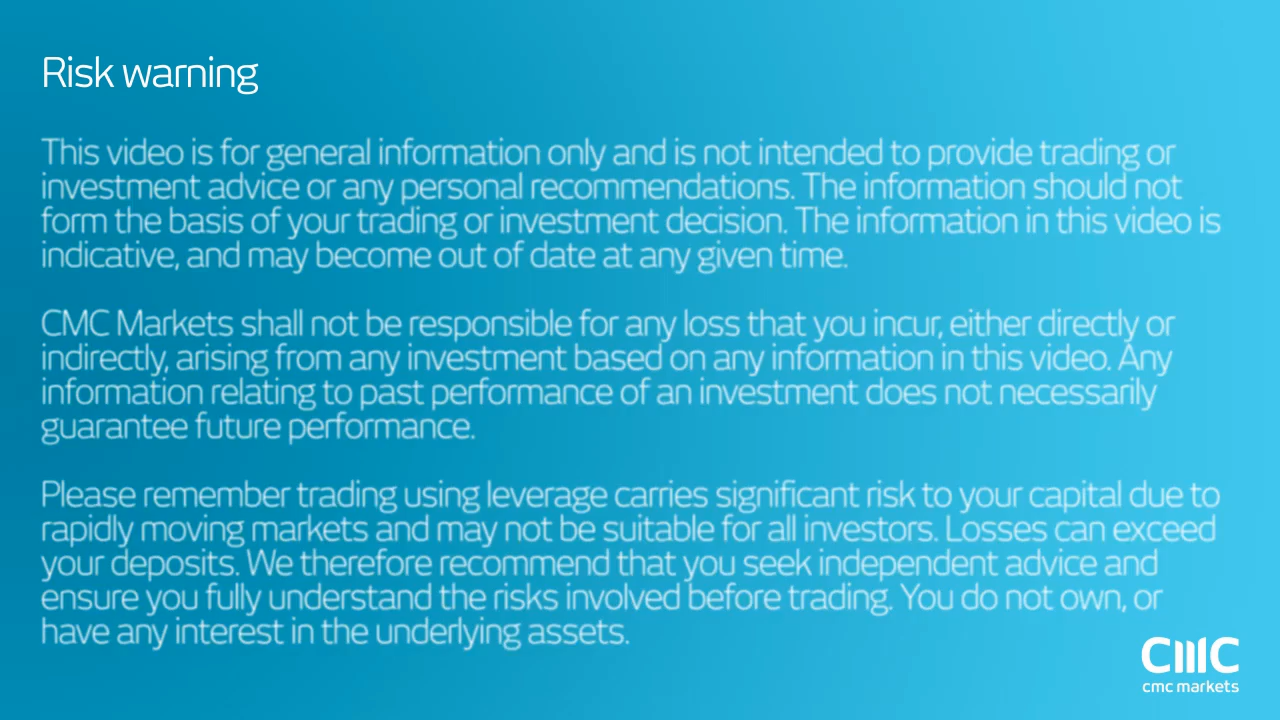 Risk warning
This video is for general information only and is not intended to provide trading or
investment advice or any personal recommendations. The information should not
form the basis of your trading or investment decision. The information in this video is
indicative, and may become out of date at any given time.
CMC Markets shall not be responsible for any loss that you incur, either directly or
indirectly, arising from any investment based on any information in this video. Any
information relating to past performance of an investment does not necessarily
guarantee future performance.
Please remember trading using leverage carries significant risk to your capital due to
rapidly moving markets and may not be suitable for all investors. Losses can exceed
your deposits. We therefore recommend that you seek independent advice and
ensure you fully understand the risks involved before trading. You do not own, or
have any interest in the underlying assets.
CMC
cmc markets